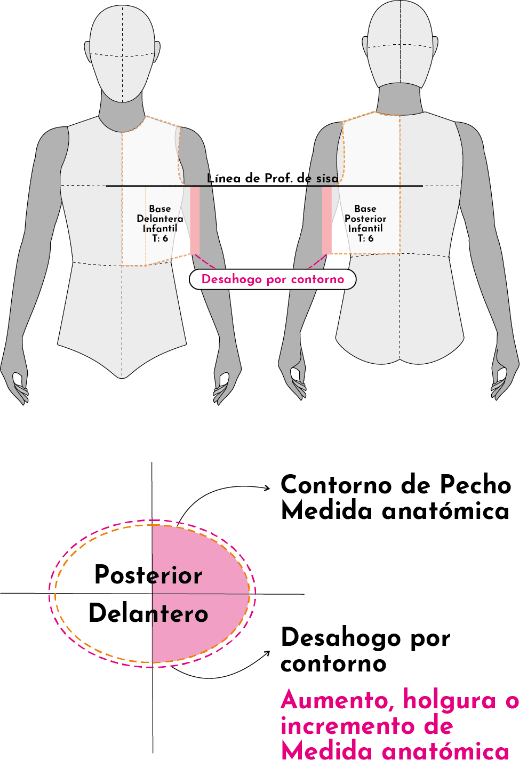 Línea de Prof. de sisa
Base
Delantera
Infantil
T: 6
Base
Posterior
Infantil
T: 6
Desahogo por contorno
Contorno de Pecho
Medida anatómica
Posterior
Delantero
Desahogo por
contorno
Aumento, holgura o
incremento de
Medida anatómica